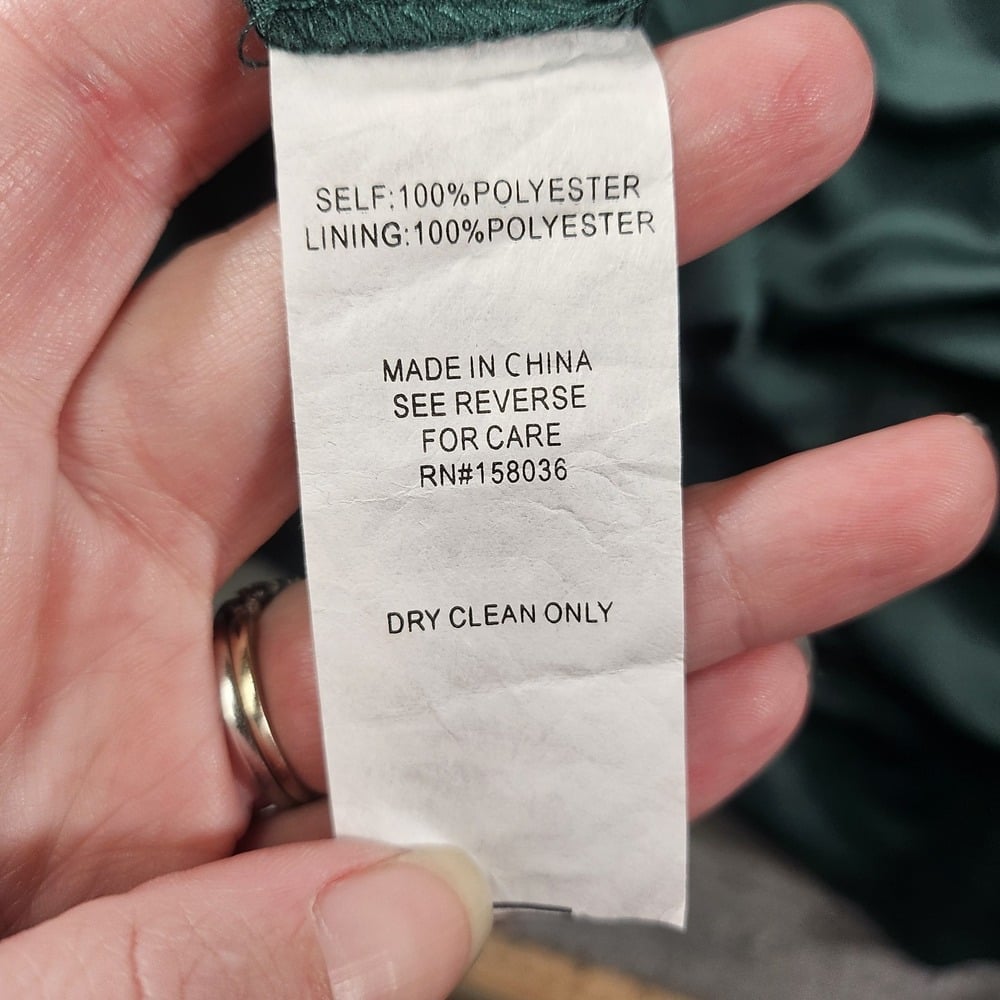 SELF:100%POLYESTER
LINING:100%POLYESTER
MADE IN CHINA
SEE REVERSE
FOR CARE
RN#158036
DRY CLEAN ONLY